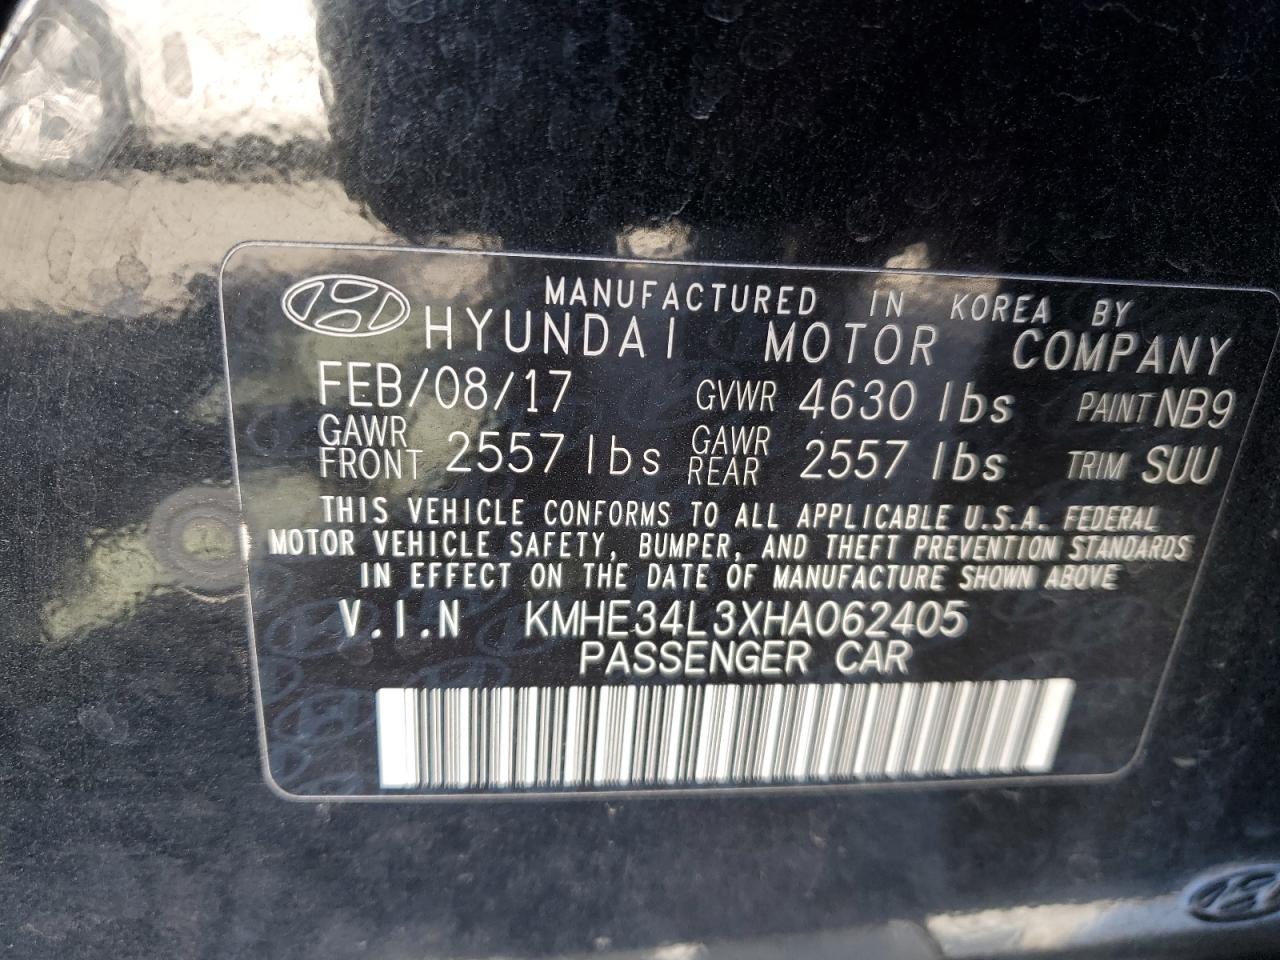 MANUFACTURED IN KOREA BY
HYUNDAI MOTOR COMPANY
FEB/08/17 GVWR 4630 lbs PAINT NB9
GAWR FRONT 2557 lbs GAWR REAR 2557 lbs TRIM SUU
THIS VEHICLE CONFORMS TO ALL APPLICABLE U.S.A. FEDERAL
MOTOR VEHICLE SAFETY, BUMPER, AND THEFT PREVENTION STANDARDS
IN EFFECT ON THE DATE OF MANUFACTURE SHOWN ABOVE
V.I.N KMHE34L3XHA062405
PASSENGER CAR